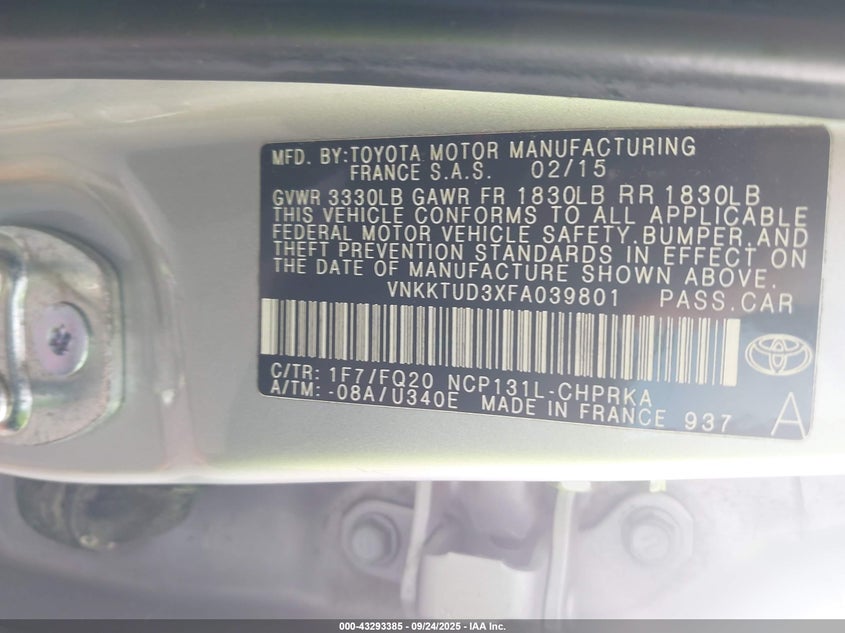 MFD. BY:TOYOTA MOTOR MANUFACTURING
FRANCE S.A.S. 02/15
GVWR 3330LB GAWR FR 1830LB RR 1830LB
THIS VEHICLE CONFORMS TO ALL APPLICABLE
FEDERAL MOTOR VEHICLE SAFETY,BUMPER,AND
THEFT PREVENTION STANDARDS IN EFFECT ON
THE DATE OF MANUFACTURE SHOWN ABOVE.
VNKKTUD3XFA039801 PASS.CAR
C/TR: 1F7/FQ20 NCP131L-CHPRKA
A/TM: -08A/U340E MADE IN FRANCE 937 A
000-43293385 - 09/24/2025 - IAA Inc.